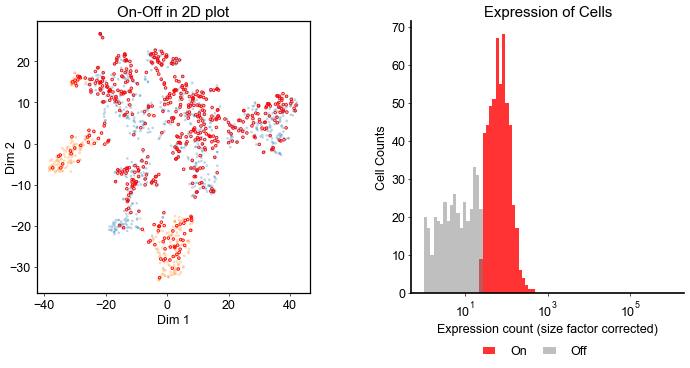 On-Off in 2D plot
Expression of Cells
20
10
0
−10
−20
−30
Dim 2
−40
−20
0
20
40
Dim 1
70
60
50
40
30
20
10
0
Cell Counts
10¹
10³
10⁵
Expression count (size factor corrected)
On
Off